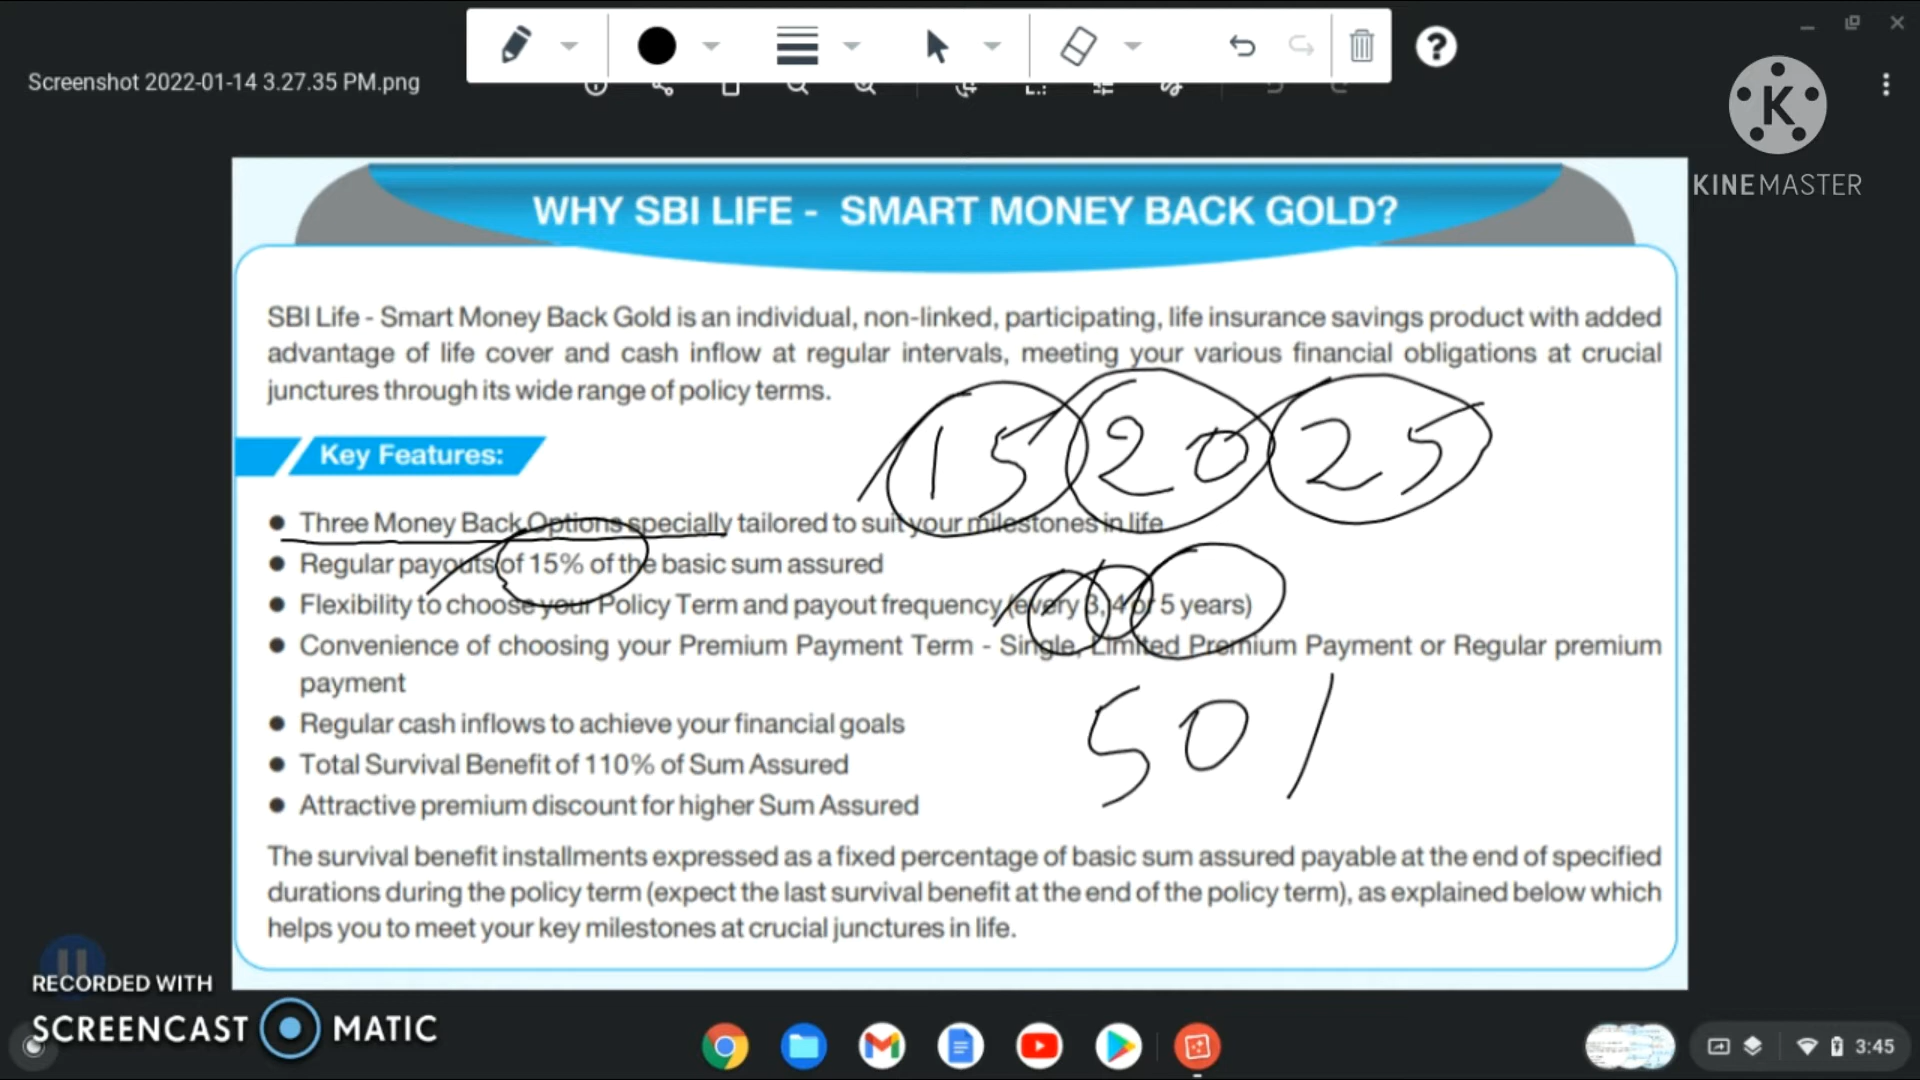 Screenshot 2022-01-14 3.27.35 PM.png
?
K
KINEMASTER
WHY SBI LIFE - SMART MONEY BACK GOLD?
SBI Life - Smart Money Back Gold is an individual, non-linked, participating, life insurance savings product with added
advantage of life cover and cash inflow at regular intervals, meeting your various financial obligations at crucial
junctures through its wide range of policy terms.
15 20 25
Key Features:
● Three Money Back Options specially tailored to suit your milestones in life
● Regular payouts of 15% of the basic sum assured
● Flexibility to choose your Policy Term and payout frequency (every 3, 4 or 5 years)
● Convenience of choosing your Premium Payment Term - Single, Limited Premium Payment or Regular premium
payment
● Regular cash inflows to achieve your financial goals
50/
● Total Survival Benefit of 110% of Sum Assured
● Attractive premium discount for higher Sum Assured
The survival benefit installments expressed as a fixed percentage of basic sum assured payable at the end of specified
durations during the policy term (expect the last survival benefit at the end of the policy term), as explained below which
helps you to meet your key milestones at crucial junctures in life.
RECORDED WITH
SCREENCAST MATIC
3:45